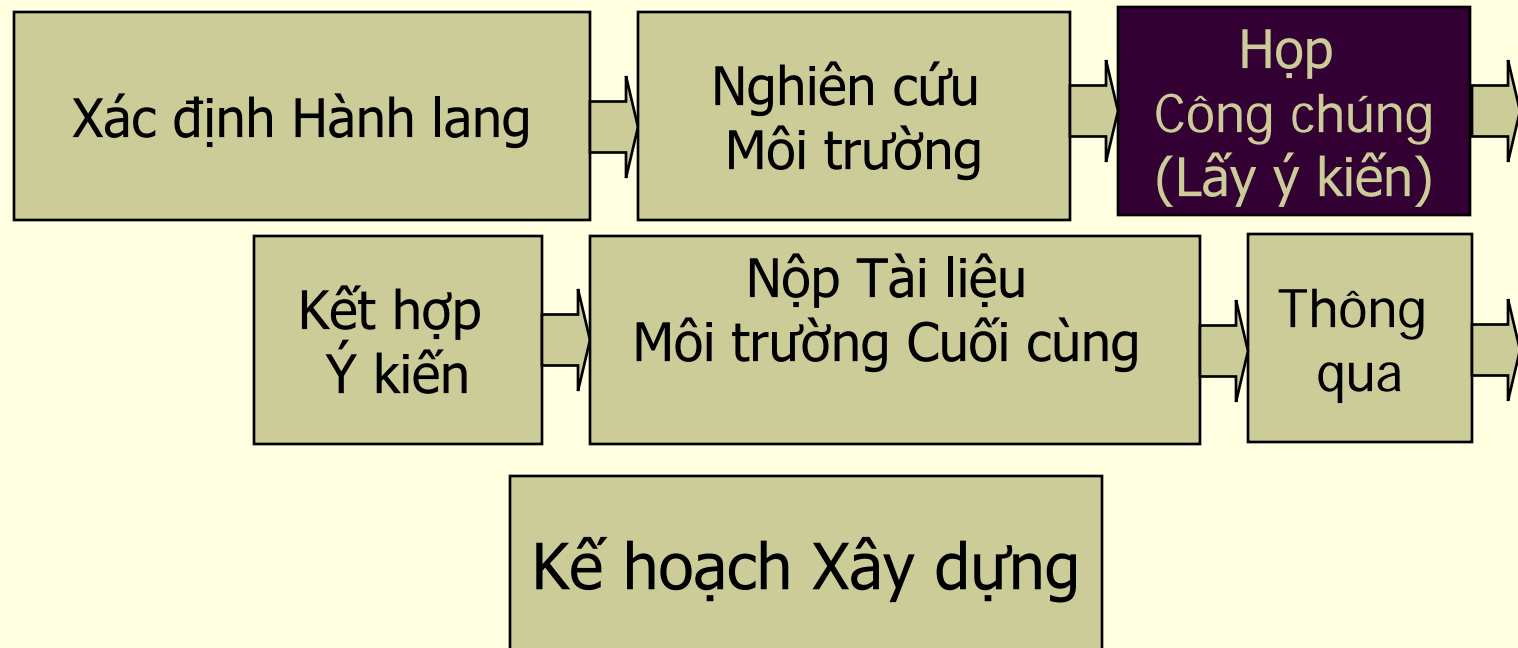 Xác định Hành lang
Nghiên cứu
Môi trường
Họp
Công chúng
(Lấy ý kiến)
Kết hợp
Ý kiến
Nộp Tài liệu
Môi trường Cuối cùng
Thông
qua
Kế hoạch Xây dựng